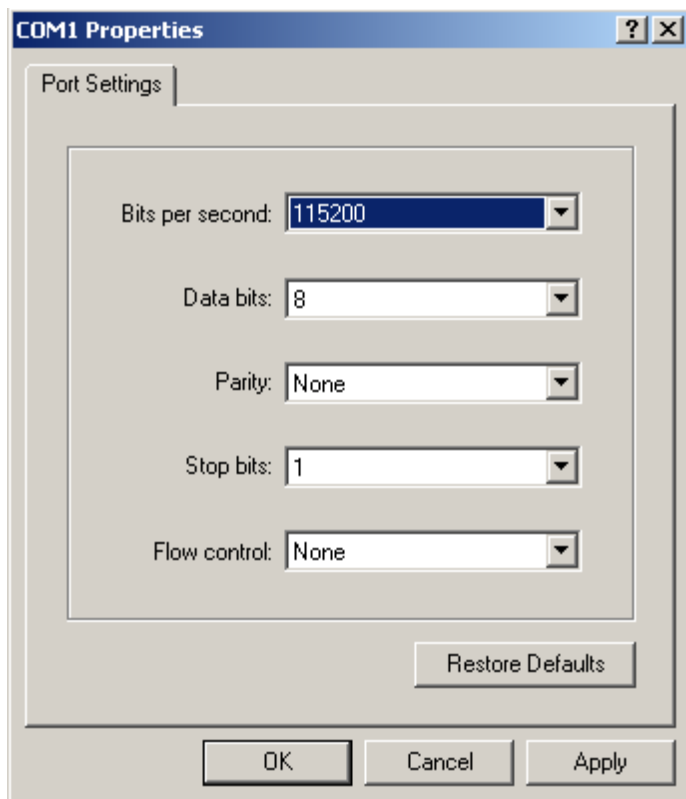 COM1 Properties
Port Settings
Bits per second: 115200
Data bits: 8
Parity: None
Stop bits: 1
Flow control: None
Restore Defaults
OK Cancel Apply